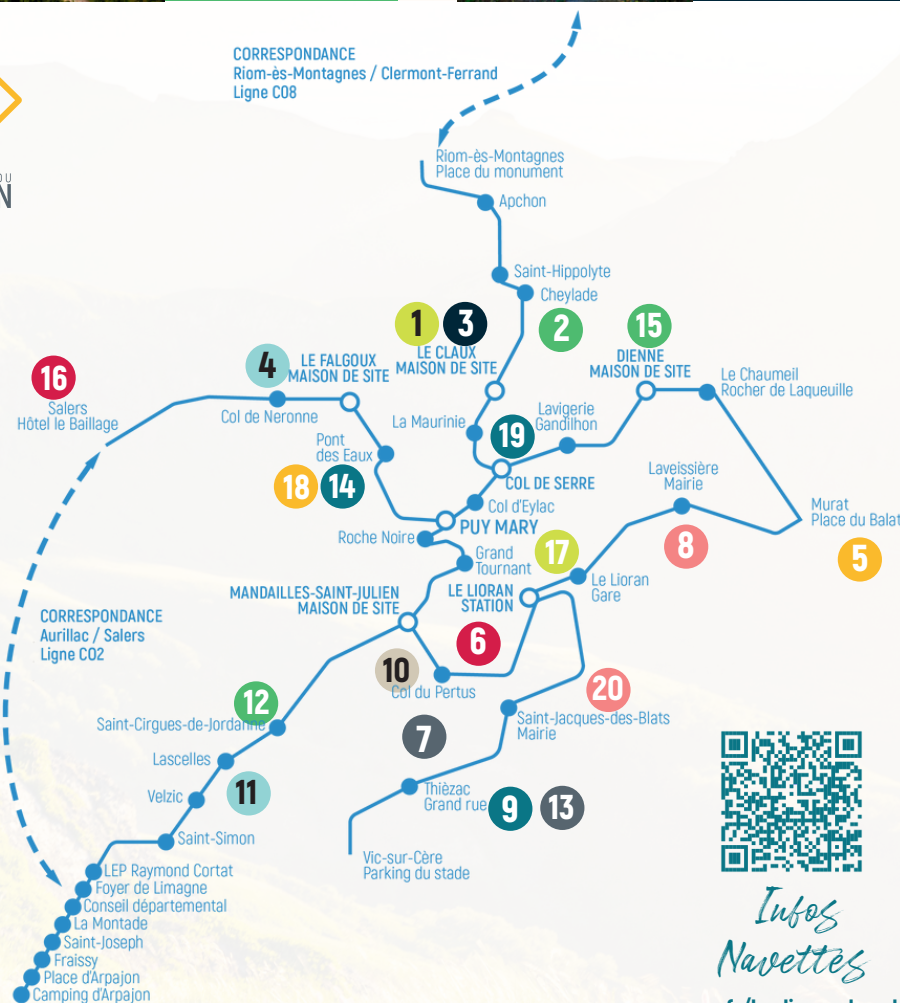 CORRESPONDANCE
Riom-ès-Montagnes / Clermont-Ferrand
Ligne C08
DU
N
Riom-ès-Montagnes
Place du monument
Apchon
Saint-Hippolyte
Cheylade
1
3
2
15
LE CLAUX
MAISON DE SITE
DIENNE
MAISON DE SITE
4
LE FALGOUX
MAISON DE SITE
16
Salers
Hôtel le Baillage
Col de Neronne
Le Chaumeil
Rocher de Laqueuille
La Maurinie
19
Lavigerie
Gandilhon
Pont
des Eaux
18
14
COL DE SERRE
Laveissière
Mairie
8
Col d'Eylac
PUY MARY
Roche Noire
Murat
Place du Balat
5
Grand
Tournant
17
Le Lioran
Gare
LE LIORAN
STATION
MANDAILLES-SAINT-JULIEN
MAISON DE SITE
CORRESPONDANCE
Aurillac / Salers
Ligne C02
6
10
Col du Pertus
20
12
Saint-Cirgues-de-Jordanne
Saint-Jacques-des-Blats
Mairie
7
Lascelles
11
Velzic
Thièzac
Grand rue
9
13
Saint-Simon
Vic-sur-Cère
Parking du stade
LEP Raymond Cortat
Foyer de Limagne
Conseil départemental
La Montade
Saint-Joseph
Fraissy
Place d'Arpajon
Camping d'Arpajon
Infos
Navettes